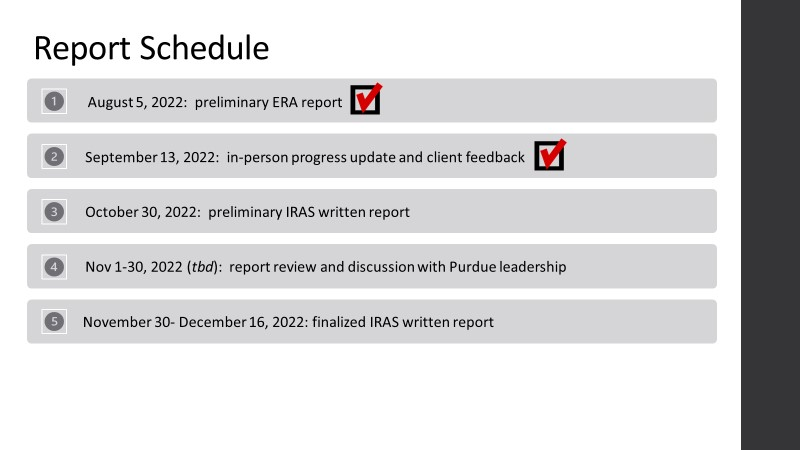 Report Schedule
1 August 5, 2022: preliminary ERA report
2 September 13, 2022: in-person progress update and client feedback
3 October 30, 2022: preliminary IRAS written report
4 Nov 1-30, 2022 (tbd): report review and discussion with Purdue leadership
5 November 30- December 16, 2022: finalized IRAS written report